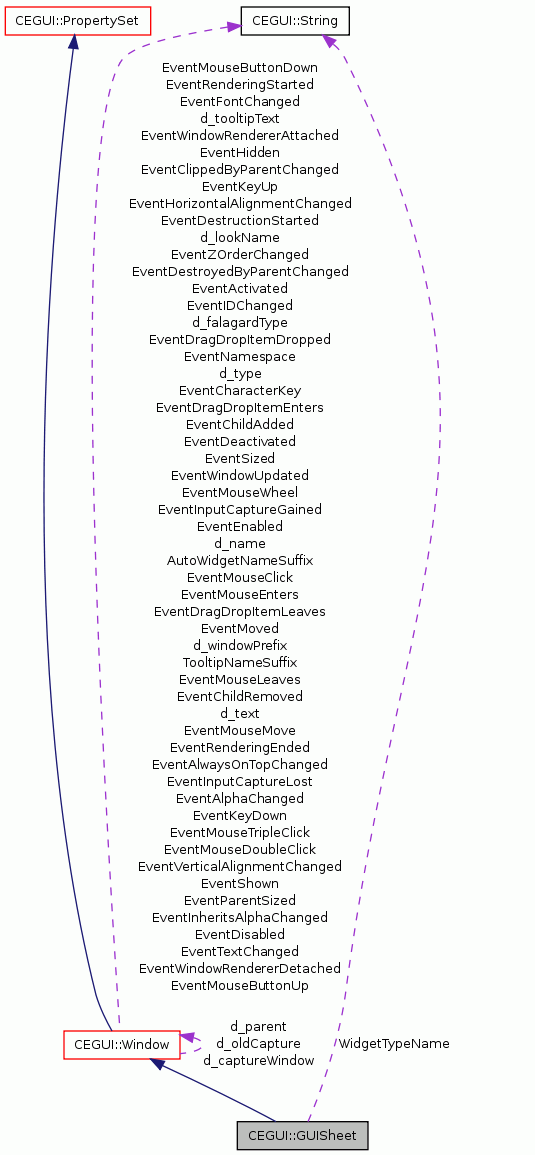 CEGUI::PropertySet
CEGUI::String
EventMouseButtonDown
EventRenderingStarted
EventFontChanged
d_tooltipText
EventWindowRendererAttached
EventHidden
EventClippedByParentChanged
EventKeyUp
EventHorizontalAlignmentChanged
EventDestructionStarted
d_lookName
EventZOrderChanged
EventDestroyedByParentChanged
EventActivated
EventIDChanged
d_falagardType
EventDragDropItemDropped
EventNamespace
d_type
EventCharacterKey
EventDragDropItemEnters
EventChildAdded
EventDeactivated
EventSized
EventWindowUpdated
EventMouseWheel
EventInputCaptureGained
EventEnabled
d_name
AutoWidgetNameSuffix
EventMouseClick
EventMouseEnters
EventDragDropItemLeaves
EventMoved
d_windowPrefix
TooltipNameSuffix
EventMouseLeaves
EventChildRemoved
d_text
EventMouseMove
EventRenderingEnded
EventAlwaysOnTopChanged
EventInputCaptureLost
EventAlphaChanged
EventKeyDown
EventMouseTripleClick
EventMouseDoubleClick
EventVerticalAlignmentChanged
EventShown
EventParentSized
EventInheritsAlphaChanged
EventDisabled
EventTextChanged
EventWindowRendererDetached
EventMouseButtonUp
CEGUI::Window
d_parent
d_oldCapture
d_captureWindow
WidgetTypeName
CEGUI::GUISheet